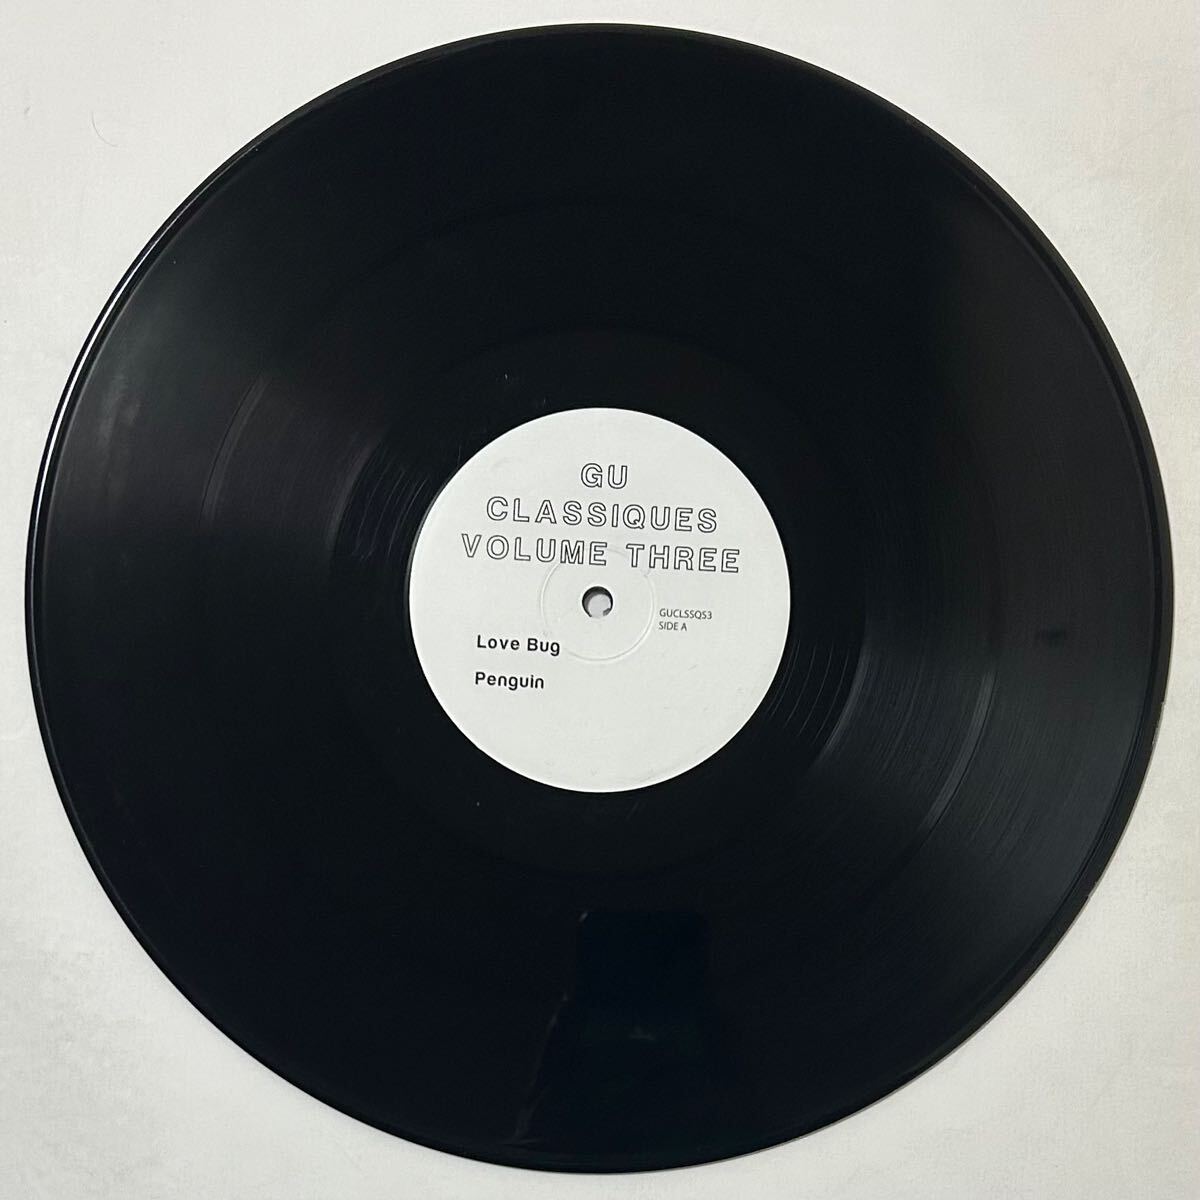 GU
CLASSIQUES
VOLUME THREE
GUCLSSQS3
SIDE A
Love Bug
Penguin